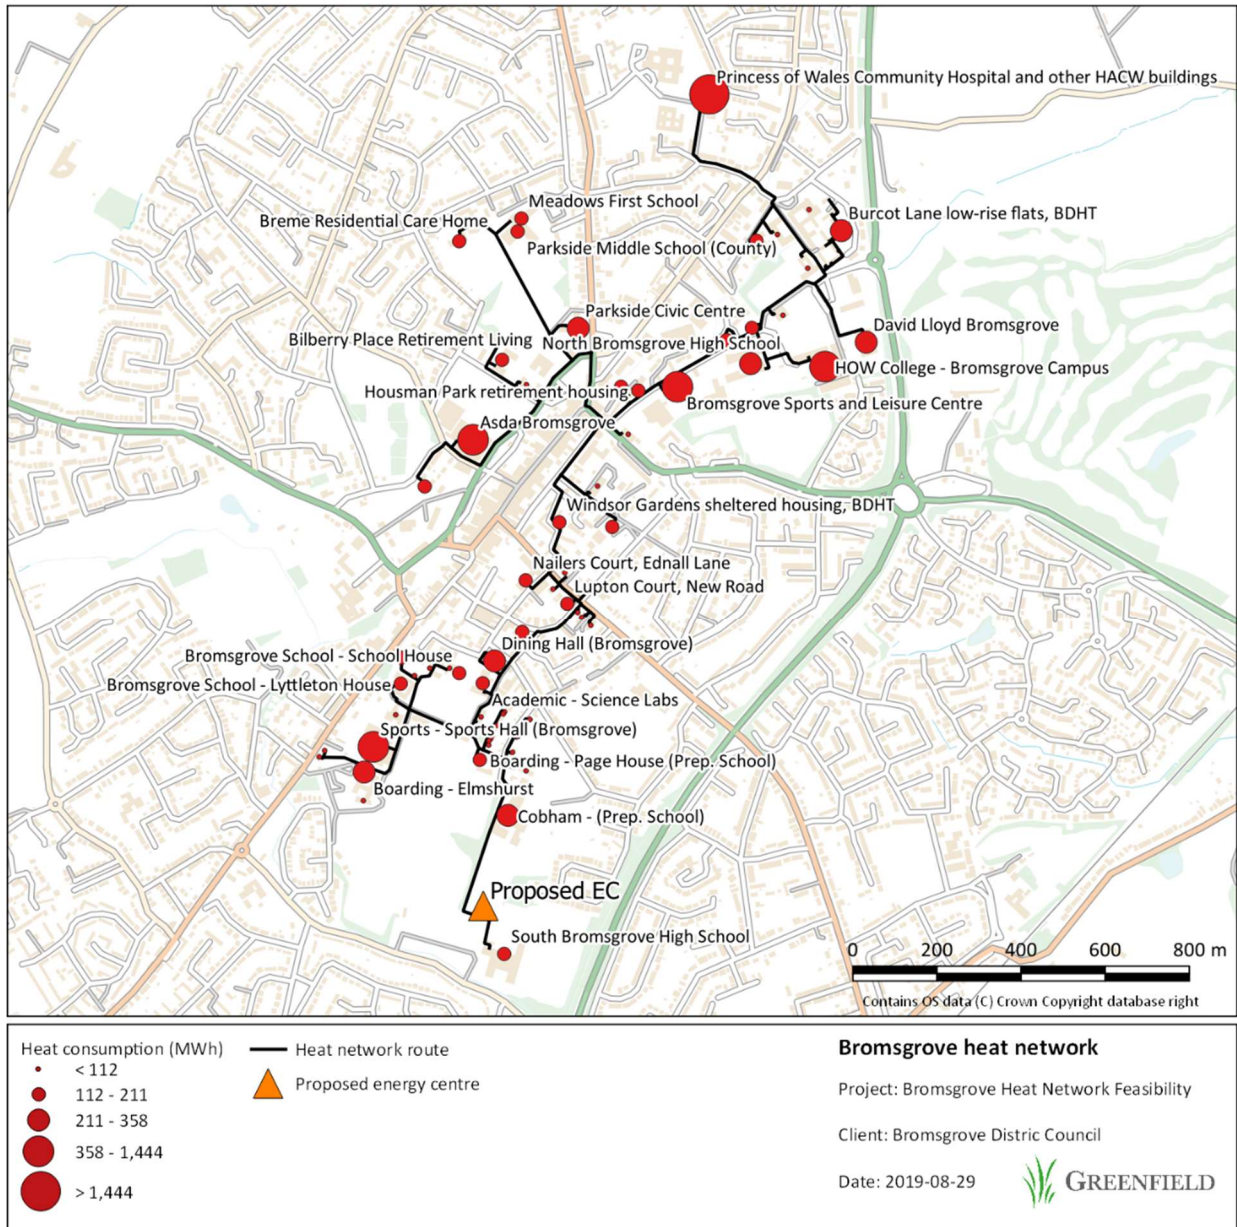 Princess of Wales Community Hospital and other HACW buildings
Meadows First School
Breme Residential Care Home
Burcot Lane low-rise flats, BDHT
Parkside Middle School (County)
Parkside Civic Centre
David Lloyd Bromsgrove
Bilberry Place Retirement Living
North Bromsgrove High School
HOW College - Bromsgrove Campus
Housman Park retirement housing
Bromsgrove Sports and Leisure Centre
Asda Bromsgrove
Windsor Gardens sheltered housing, BDHT
Nailers Court, Ednall Lane
Lupton Court, New Road
Dining Hall (Bromsgrove)
Bromsgrove School - School House
Bromsgrove School - Lyttleton House
Academic - Science Labs
Sports - Sports Hall (Bromsgrove)
Boarding - Page House (Prep. School)
Boarding - Elmshurst
Cobham - (Prep. School)
Proposed EC
South Bromsgrove High School
0 200 400 600 800 m
Contains OS data (C) Crown Copyright database right
Heat consumption (MWh)
< 112
112 - 211
211 - 358
358 - 1,444
> 1,444
Heat network route
Proposed energy centre
Bromsgrove heat network
Project: Bromsgrove Heat Network Feasibility
Client: Bromsgrove Distric Council
Date: 2019-08-29
GREENFIELD